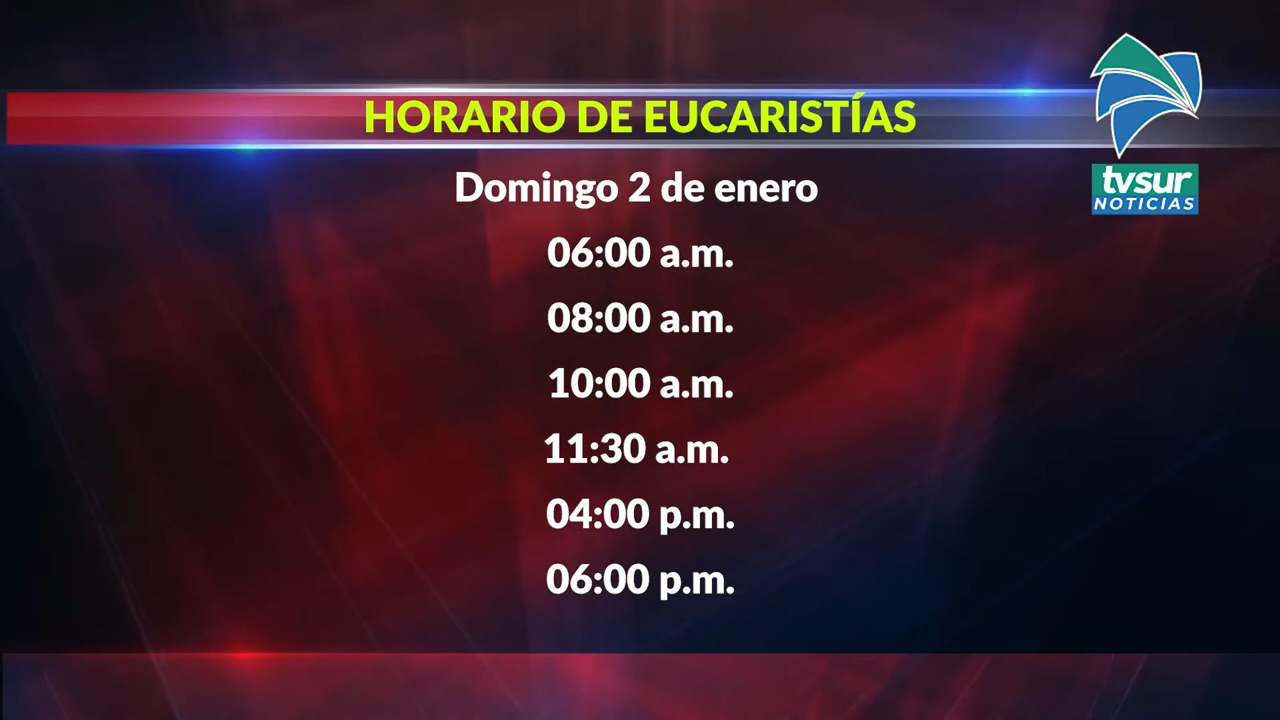 HORARIO DE EUCARISTÍAS
Domingo 2 de enero
06:00 a.m.
08:00 a.m.
10:00 a.m.
11:30 a.m.
04:00 p.m.
06:00 p.m.
tvsur
NOTICIAS